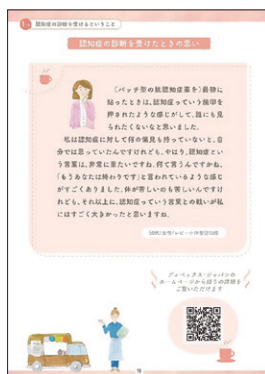 認知症の診断を受けるということ
認知症の診断を受けたときの思い
(パッチ型の抗認知症薬を)最初に
貼ったときは、認知症っていう烙印を
押されたような感じがして、誰にも見
られたくないなと思いました。
私は認知症に対して何の偏見も持っていないと、自
分では思っていたんですけれども、やはり、認知症とい
う言葉は、非常に重たいですね。何て言うんですかね、
「もうあなたは終わりです」と言われているような感じ
がすごくありました。体が苦しいのも苦しいんですけ
れども、それ以上に、認知症っていう言葉との戦いが私
にはすごく大きかったと思いますね。
50代女性/レビー小体型認知症
ディペックス・ジャパンの
ホームページから語りの詳細を
ご覧いただけます